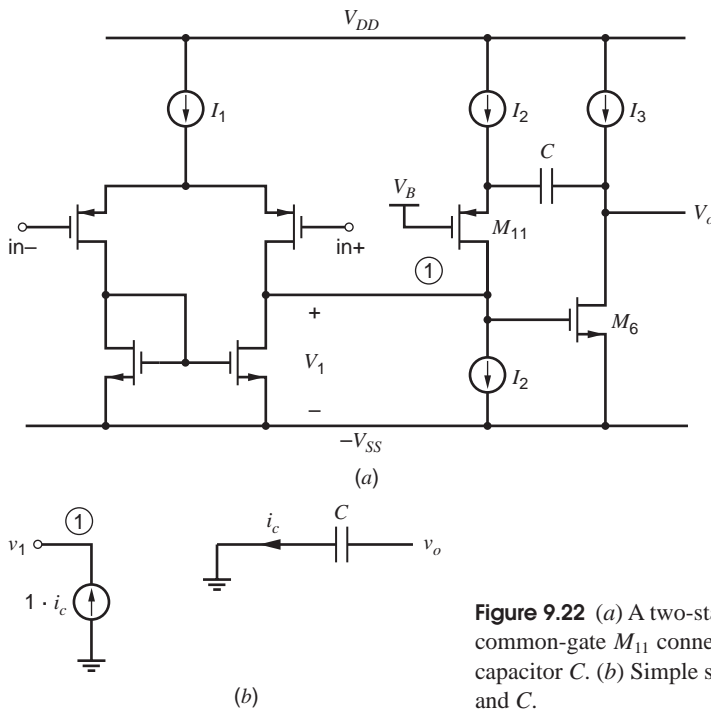 V_DD
I_1
I_2
I_3
C
V_B
M_11
V_o
in–
in+
1
+
V_1
–
I_2
M_6
–V_SS
(a)
1
v_1
1 · i_c
i_c
C
v_o
(b)
Figure 9.22 (a) A two-sta
common-gate M_11 conne
capacitor C. (b) Simple s
and C.